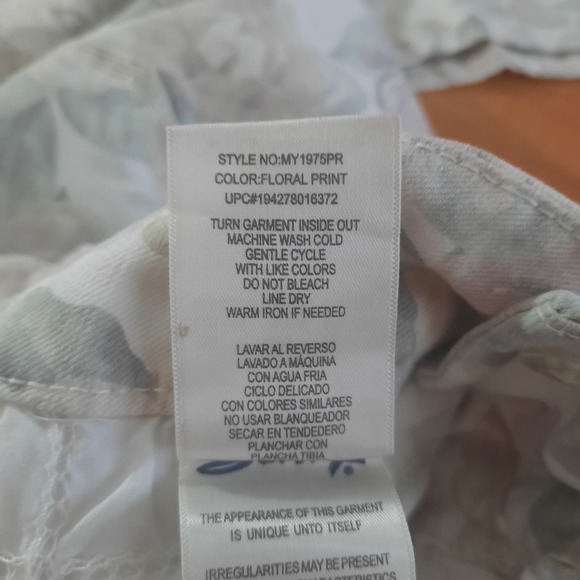 STYLE NO:MY1975PR
COLOR:FLORAL PRINT
UPC#194278016372
TURN GARMENT INSIDE OUT
MACHINE WASH COLD
GENTLE CYCLE
WITH LIKE COLORS
DO NOT BLEACH
LINE DRY
WARM IRON IF NEEDED
LAVAR AL REVERSO
LAVADO A MÁQUINA
CON AGUA FRIA
CICLO DELICADO
CON COLORES SIMILARES
NO USAR BLANQUEADOR
SECAR EN TENDEDERO
PLANCHAR CON
PLANCHA TIBIA
THE APPEARANCE OF THIS GARMENT
IS UNIQUE UNTO ITSELF
IRREGULARITIES MAY BE PRESENT
CHARACTERISTICS